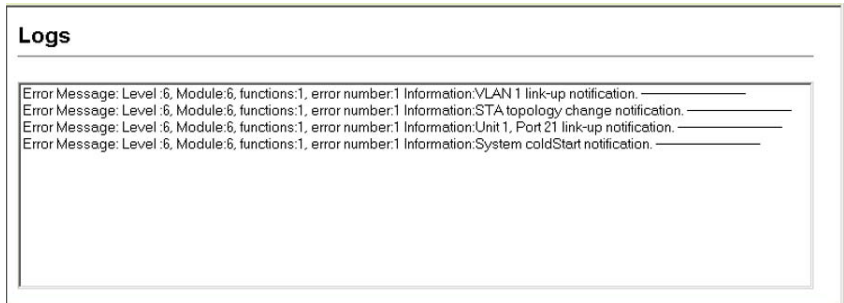 Logs
Error Message: Level :6, Module:6, functions:1, error number:1 Information:VLAN 1 link-up notification.
Error Message: Level :6, Module:6, functions:1, error number:1 Information:STA topology change notification.
Error Message: Level :6, Module:6, functions:1, error number:1 Information:Unit 1, Port 21 link-up notification.
Error Message: Level :6, Module:6, functions:1, error number:1 Information:System coldStart notification.